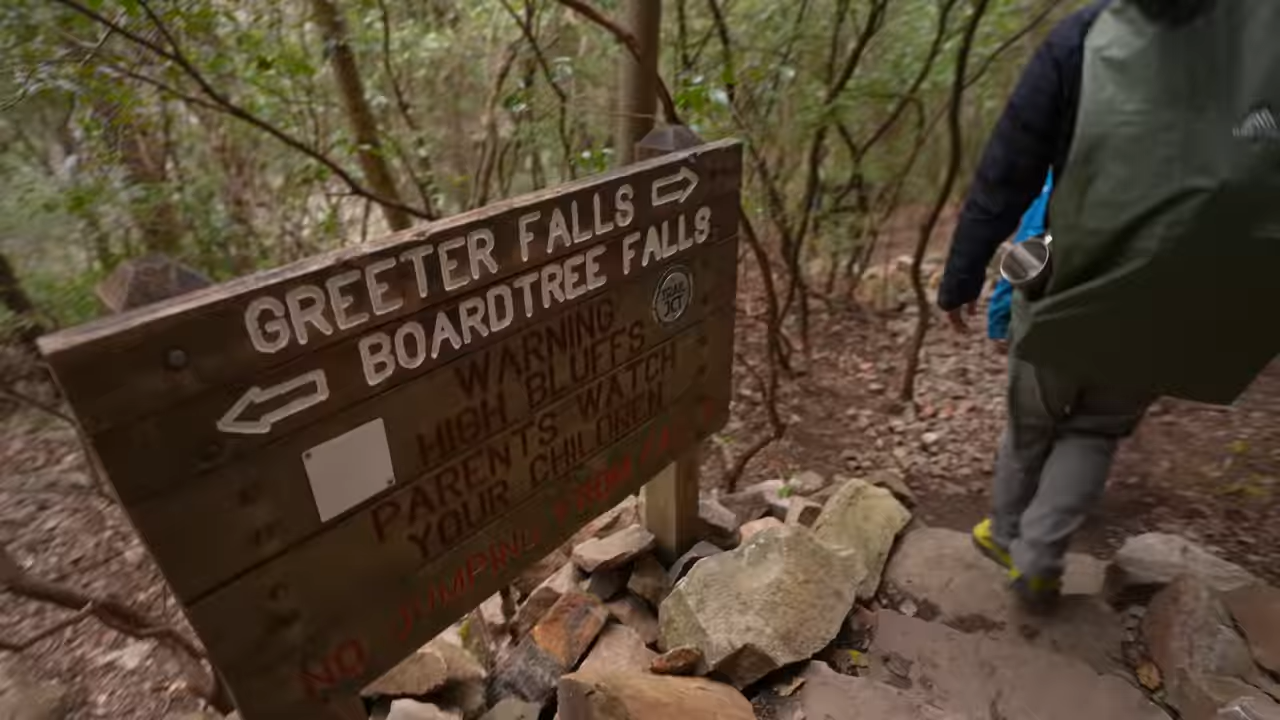 GREETER FALLS
BOARDTREE FALLS
TRAIL
JCT
WARNING
HIGH BLUFFS
PARENTS WATCH
YOUR CHILDREN
NO JUMPING FROM